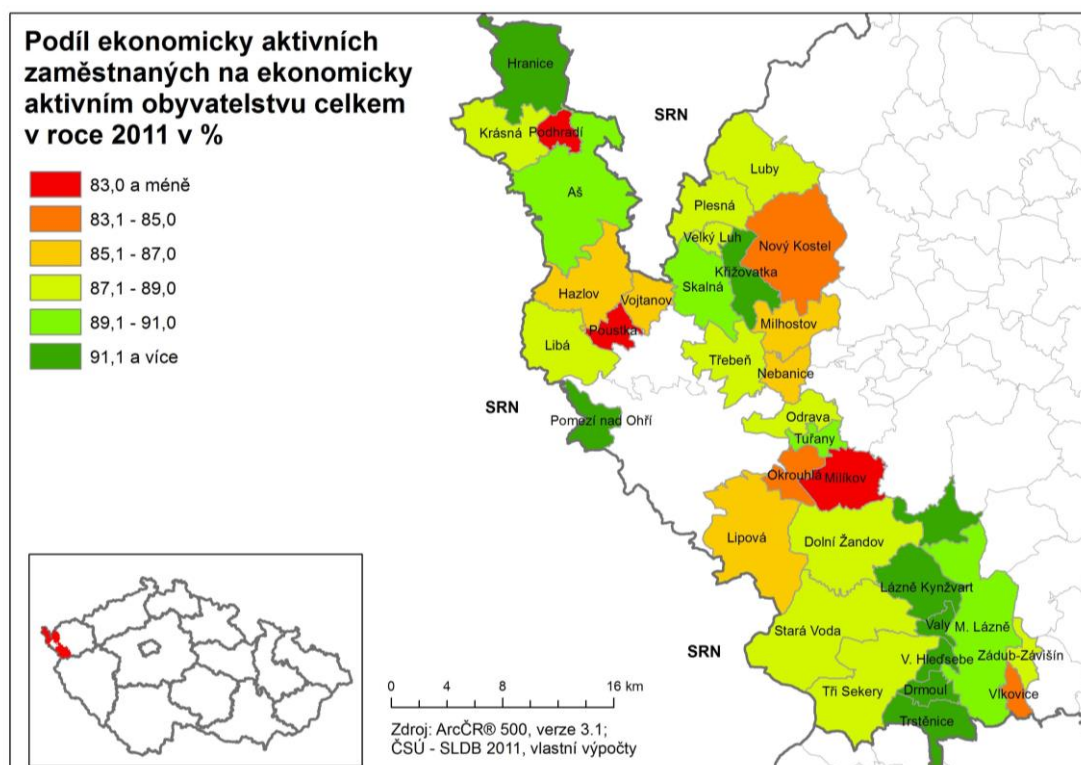 Podíl ekonomicky aktivních
zaměstnaných na ekonomicky
aktivním obyvatelstvu celkem
v roce 2011 v %
83,0 a méně
83,1 - 85,0
85,1 - 87,0
87,1 - 89,0
89,1 - 91,0
91,1 a více
Hranice
SRN
Krásná
Podhradí
Luby
Aš
Plesná
Velký Luh
Nový Kostel
Křižovatka
Skalná
Hazlov
Vojtanov
Milhostov
Poustka
Libá
Třebeň
Nebanice
SRN
Pomezí nad Ohří
Odrava
Tuřany
Okrouhlá
Milíkov
Lipová
Dolní Žandov
Lázně Kynžvart
Valy
M. Lázně
Stará Voda
SRN
V. Hleďsebe
Zádub-Závišín
Tři Sekery
Drmoul
Vlkovice
Trstěnice
0 4 8 16 km
Zdroj: ArcČR® 500, verze 3.1;
ČSÚ - SLDB 2011, vlastní výpočty